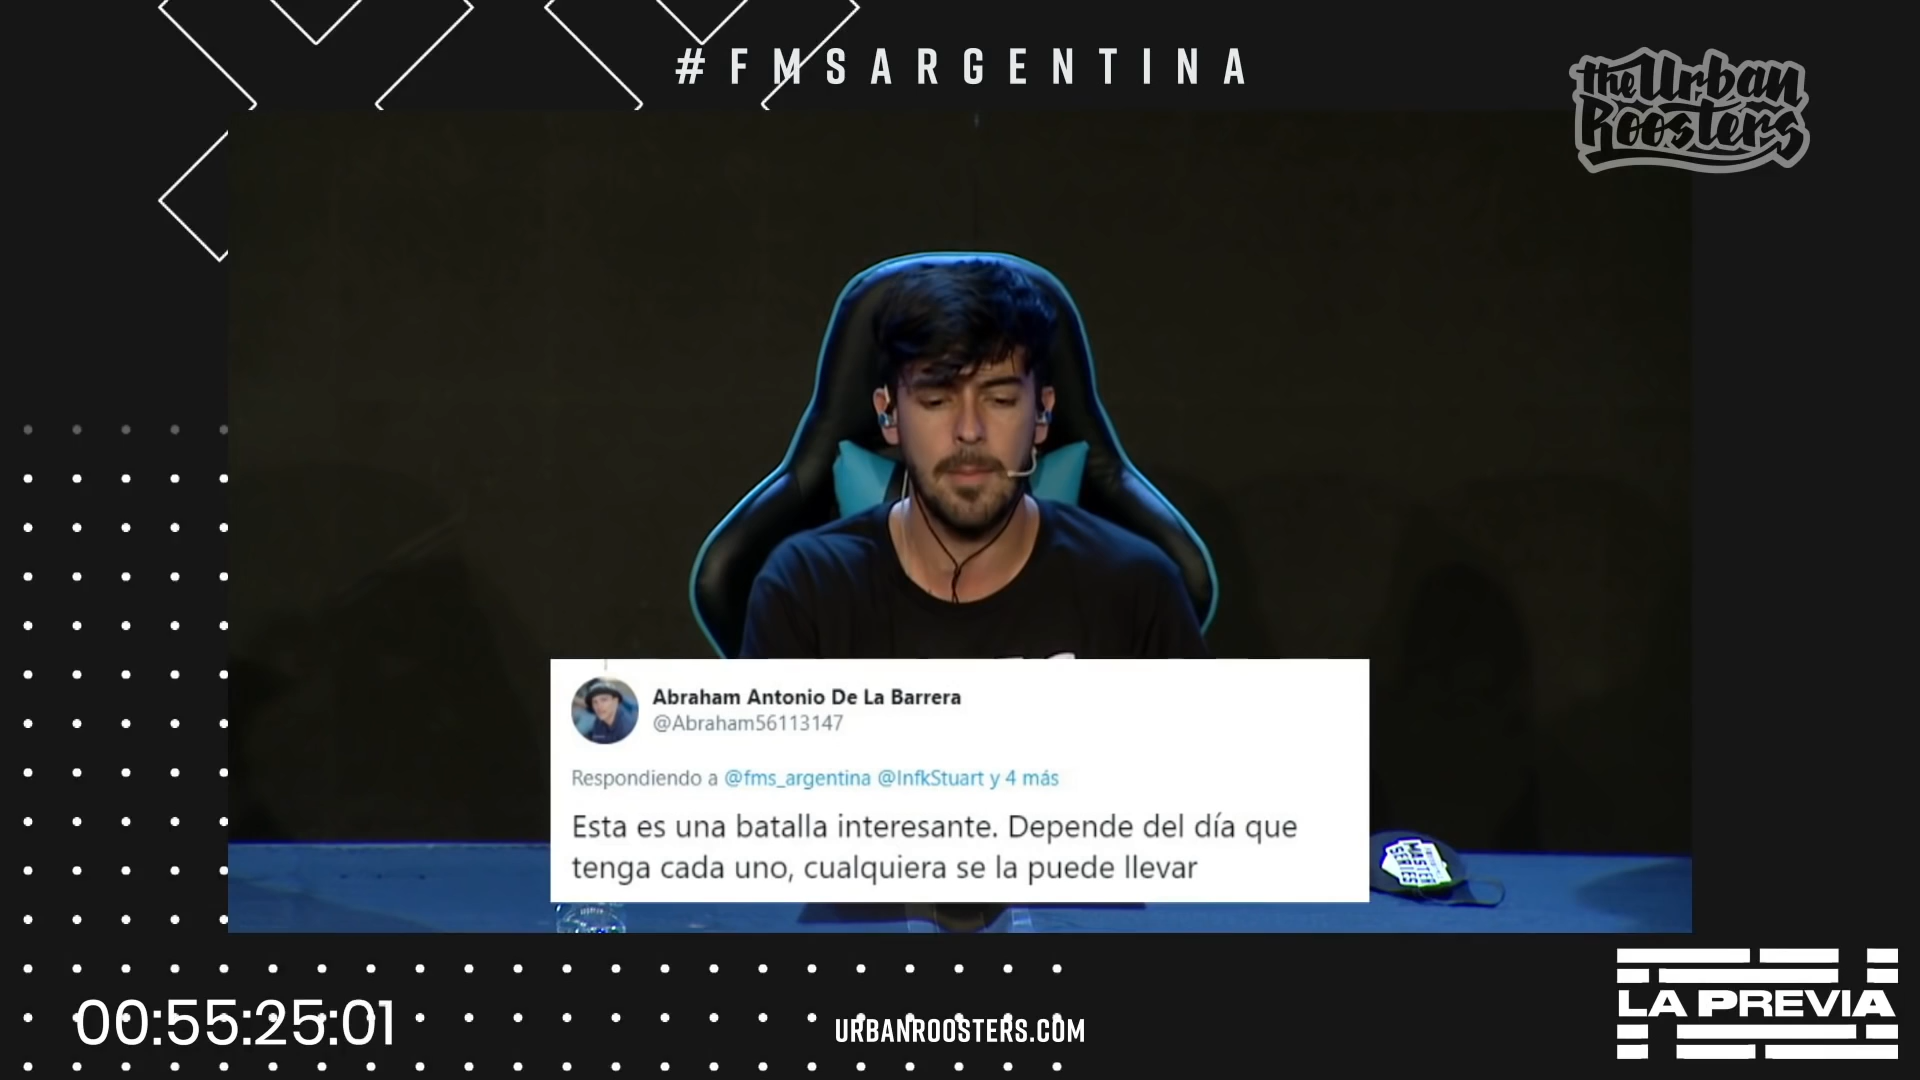 #FMSARGENTINA
the Urban
Roosters
Abraham Antonio De La Barrera
@Abraham56113147
Respondiendo a @fms_argentina @InfkStuart y 4 más
Esta es una batalla interesante. Depende del día que
tenga cada uno, cualquiera se la puede llevar
MASTER
SERIES
00:55:25:01
URBANROOSTERS.COM
LA PREVIA